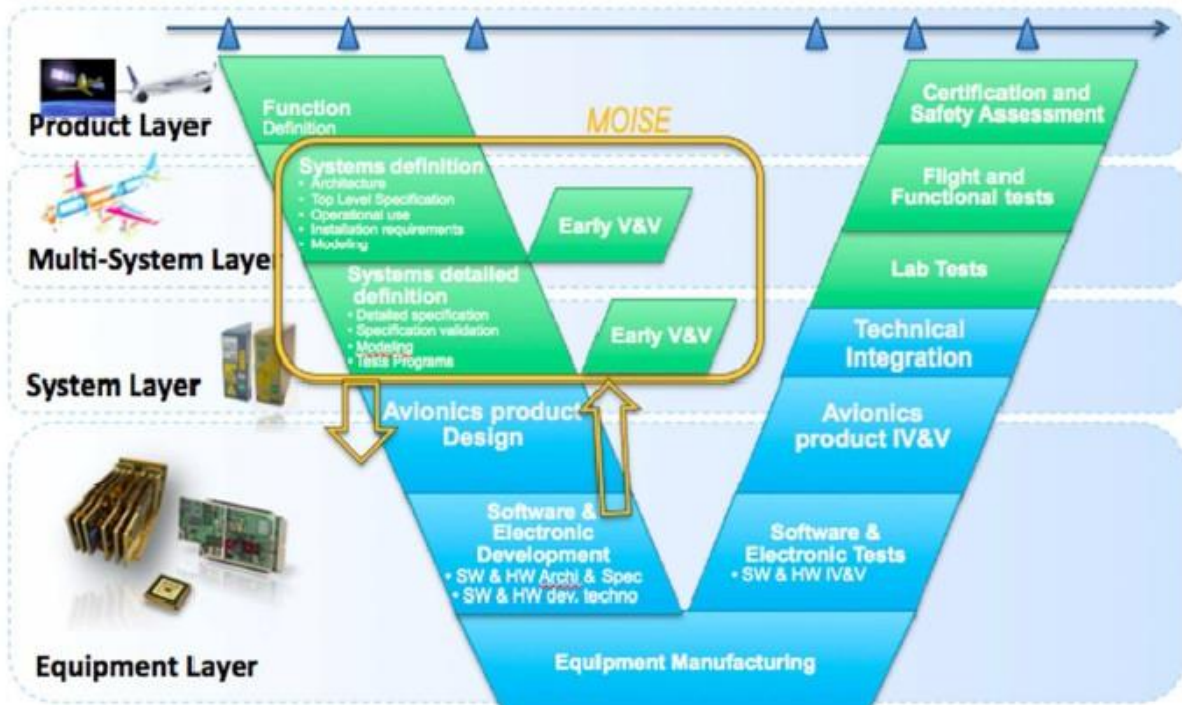 Product Layer
Multi-System Layer
System Layer
Equipment Layer
MOISE
Function
Definition
Systems definition
• Architecture
• Top Level Specification
• Operational use
• Installation requirements
• Modeling
Early V&V
Systems detailed
definition
• Detailed specification
• Specification validation
• Modeling
• Tests Programs
Early V&V
Avionics product
Design
Software &
Electronic
Development
• SW & HW Archi & Spec
• SW & HW dev. techno
Equipment Manufacturing
Software &
Electronic Tests
• SW & HW IV&V
Avionics
product IV&V
Technical
Integration
Lab Tests
Flight and
Functional tests
Certification and
Safety Assessment